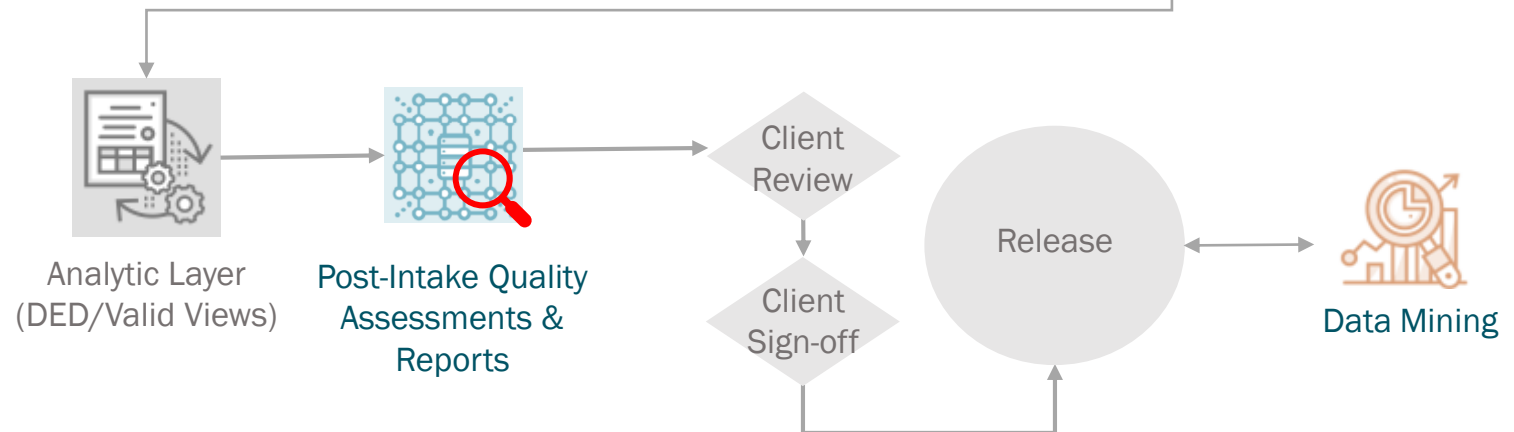 Analytic Layer
(DED/Valid Views)
Post-Intake Quality
Assessments &
Reports
Client
Review
Client
Sign-off
Release
Data Mining